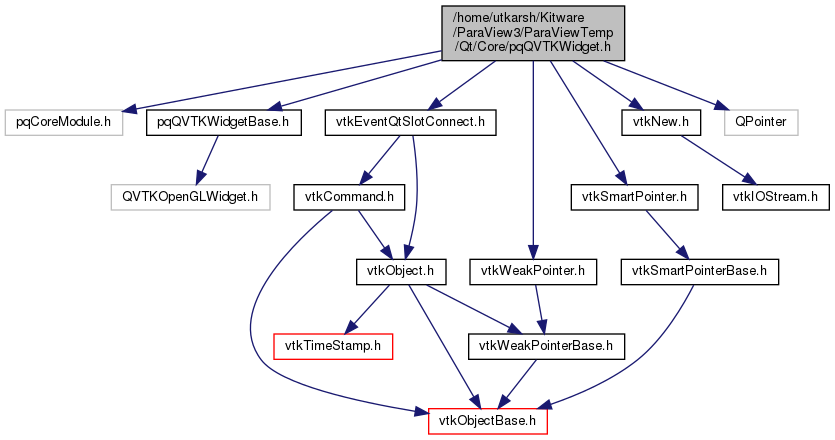 /home/utkarsh/Kitware
/ParaView3/ParaViewTemp
/Qt/Core/pqQVTKWidget.h
pqCoreModule.h
pqQVTKWidgetBase.h
vtkEventQtSlotConnect.h
vtkNew.h
QPointer
QVTKOpenGLWidget.h
vtkCommand.h
vtkSmartPointer.h
vtkIOStream.h
vtkObject.h
vtkWeakPointer.h
vtkSmartPointerBase.h
vtkTimeStamp.h
vtkWeakPointerBase.h
vtkObjectBase.h